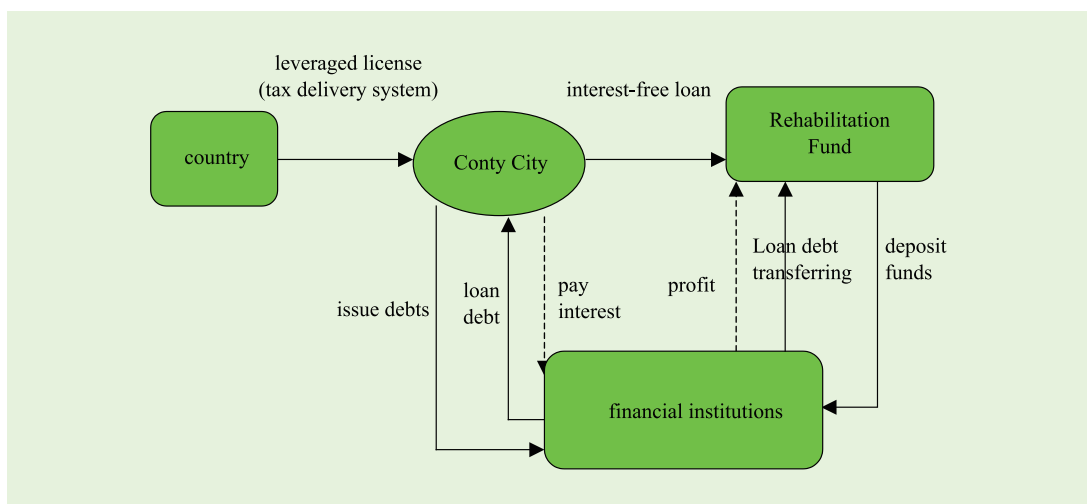 leveraged license
(tax delivery system)
interest-free loan
country
Conty City
Rehabilitation
Fund
issue debts
loan
debt
pay
interest
profit
Loan debt
transferring
deposit
funds
financial institutions